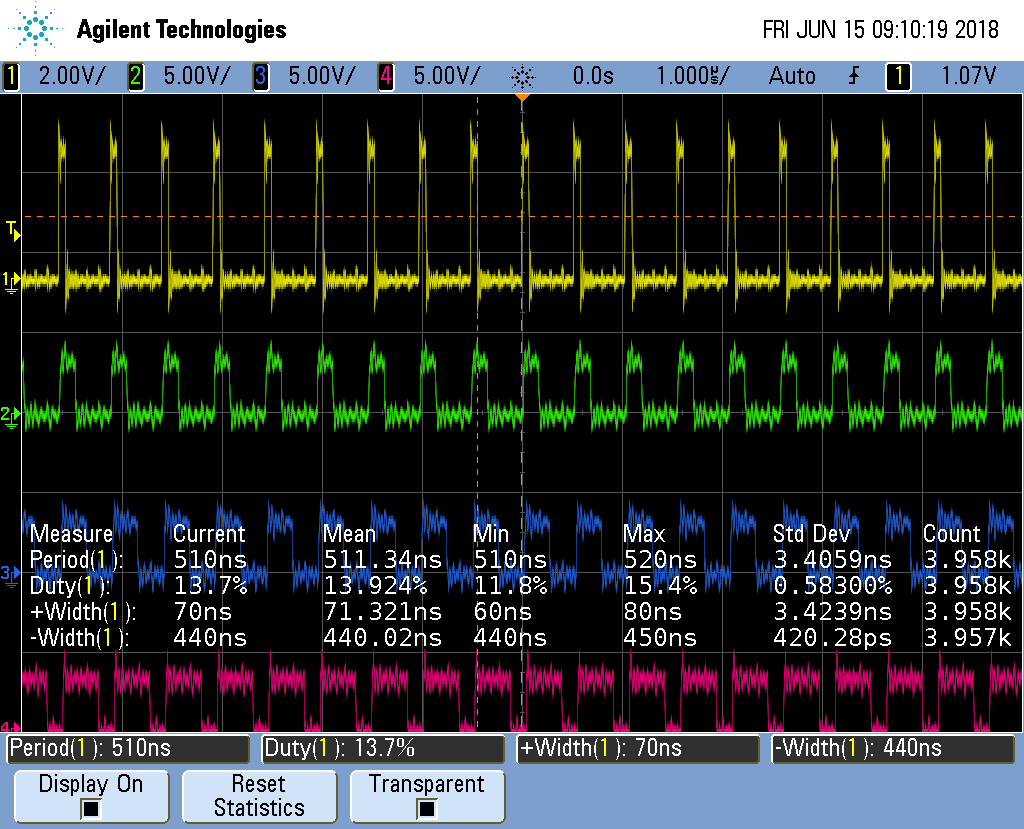 Agilent Technologies FRI JUN 15 09:10:19 2018
1 2.00V/ 2 5.00V/ 3 5.00V/ 4 5.00V/ 0.0s 1.000µs/ Auto 1 1.07V
T
1
2
Measure Current Mean Min Max Std Dev Count
Period(1): 510ns 511.34ns 510ns 520ns 3.4059ns 3.958k
3
Duty(1): 13.7% 13.924% 11.8% 15.4% 0.58300% 3.958k
+Width(1): 70ns 71.321ns 60ns 80ns 3.4239ns 3.958k
-Width(1): 440ns 440.02ns 440ns 450ns 420.28ps 3.957k
4
Period(1): 510ns Duty(1): 13.7% +Width(1): 70ns -Width(1): 440ns
Display On Reset Statistics Transparent